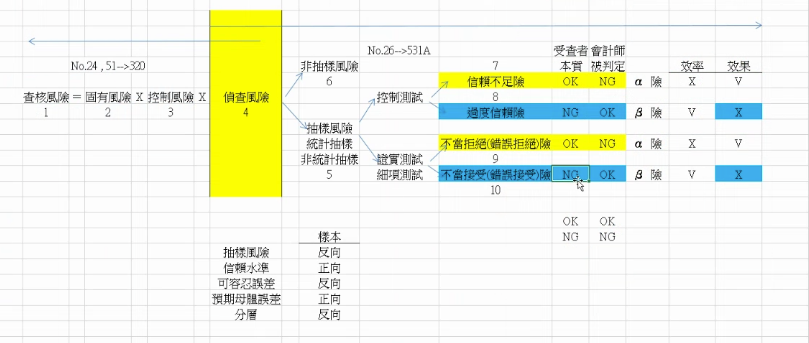 受查者 會計師
No.26-->531A 7 本質 被判定 效率 效果
No.24 , 51-->320 非抽樣風險 信賴不足險 OK NG α 險 X V
6 8
查核風險 = 固有風險 X 控制風險 X 偵查風險 控制測試 過度信賴險 NG OK β 險 V X
1 2 3 4
抽樣風險
統計抽樣 不當拒絕(錯誤拒絕)險 OK NG α 險 X V
非統計抽樣 證實測試 9
5 細項測試 不當接受(錯誤接受)險 NG OK β 險 V X
10
OK OK
樣本 NG NG
抽樣風險 反向
信賴水準 正向
可容忍誤差 反向
預期母體誤差 正向
分層 反向